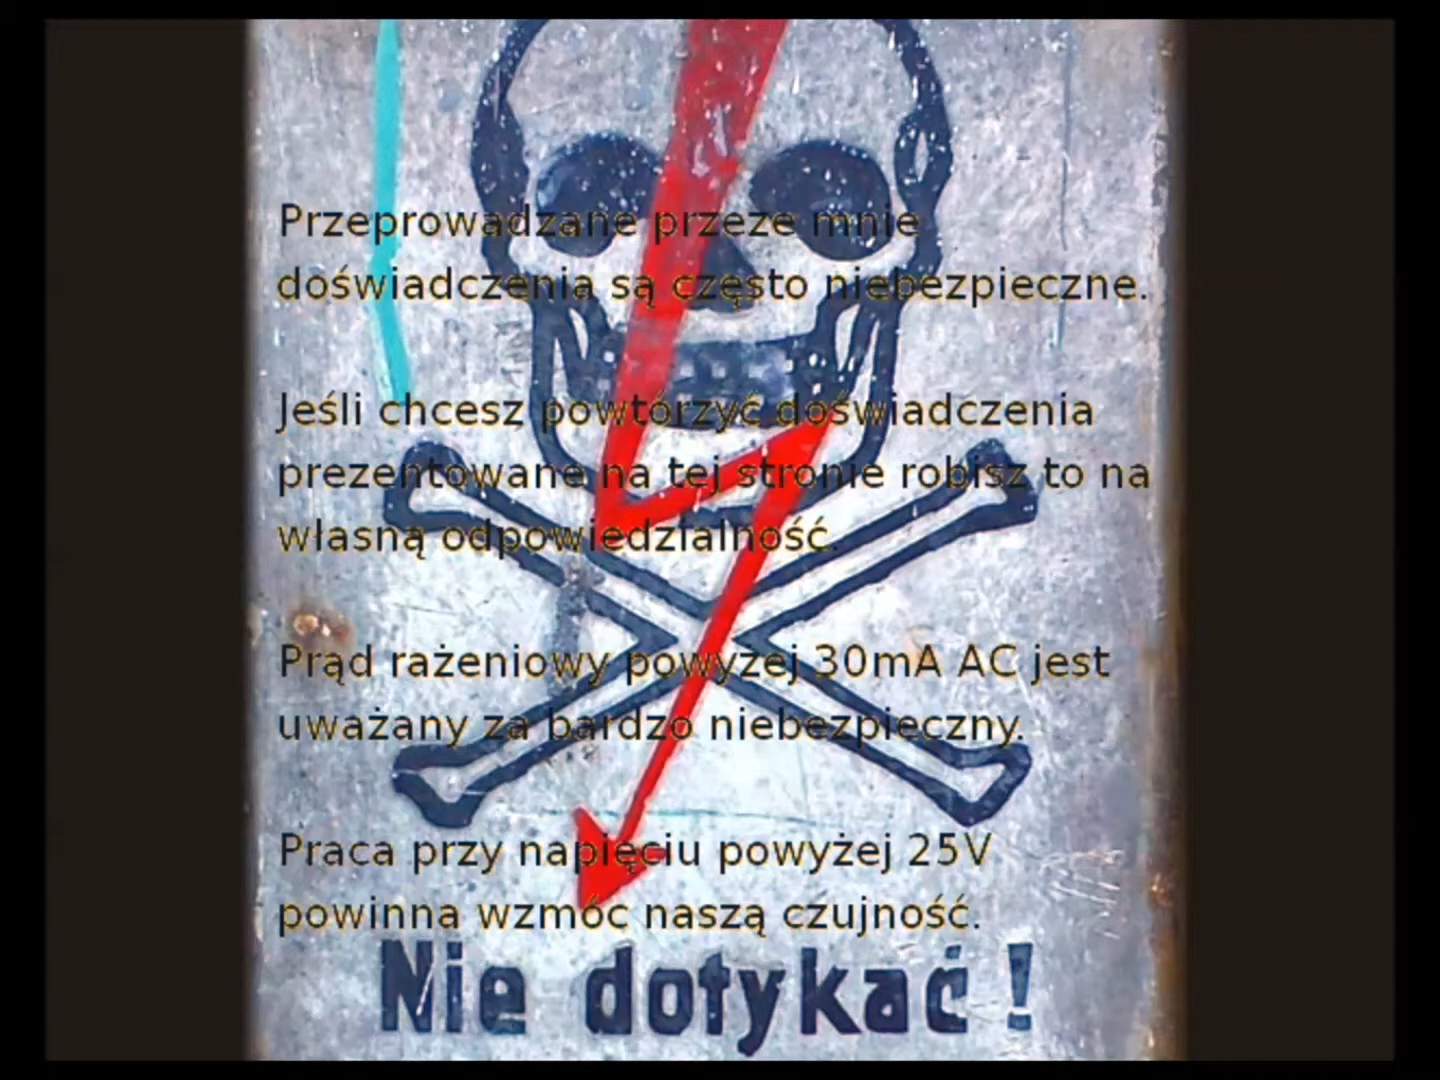 Przeprowadzane przeze mnie
doświadczenia są często niebezpieczne.
Jeśli chcesz powtórzyć doświadczenia
prezentowane na tej stronie robisz to na
własną odpowiedzialność.
Prąd rażeniowy powyżej 30mA AC jest
uważany za bardzo niebezpieczny.
Praca przy napięciu powyżej 25V
powinna wzmóc naszą czujność.
Nie dotykać !